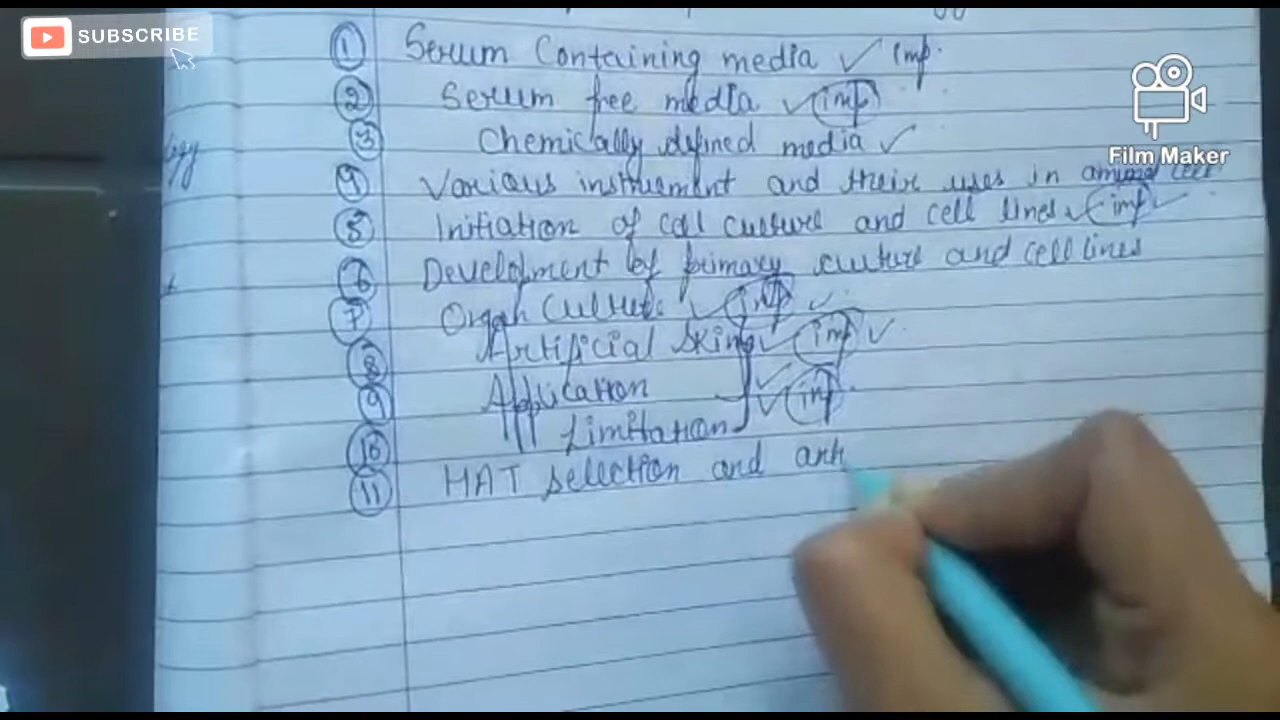 SUBSCRIBE
Film Maker
① Serum Containing media ✓ imp.
② Serum free media ✓ imp
③ Chemically defined media ✓
④ Various instruement and their uses in animal cell
⑤ Initiation of cell culture and cell lines ✓ imp ✓
⑥ Development of primary culture and cell lines
⑦ Organ Culture ✓ imp ✓
⑧ Artificial skin ✓ imp ✓
⑨ Application ✓
⑩ Limitation ✓ imp
⑪ HAT selection and anti